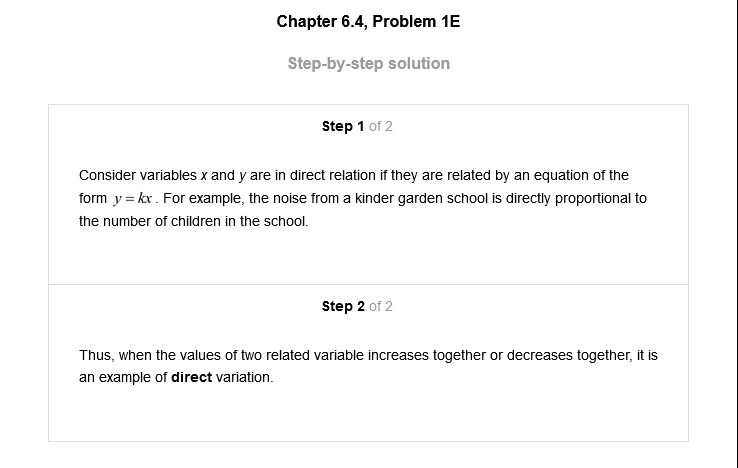 Chapter 6.4, Problem 1E
Step-by-step solution
Step 1 of 2
Consider variables x and y are in direct relation if they are related by an equation of the
form y = kx . For example, the noise from a kinder garden school is directly proportional to
the number of children in the school.
Step 2 of 2
Thus, when the values of two related variable increases together or decreases together, it is
an example of direct variation.